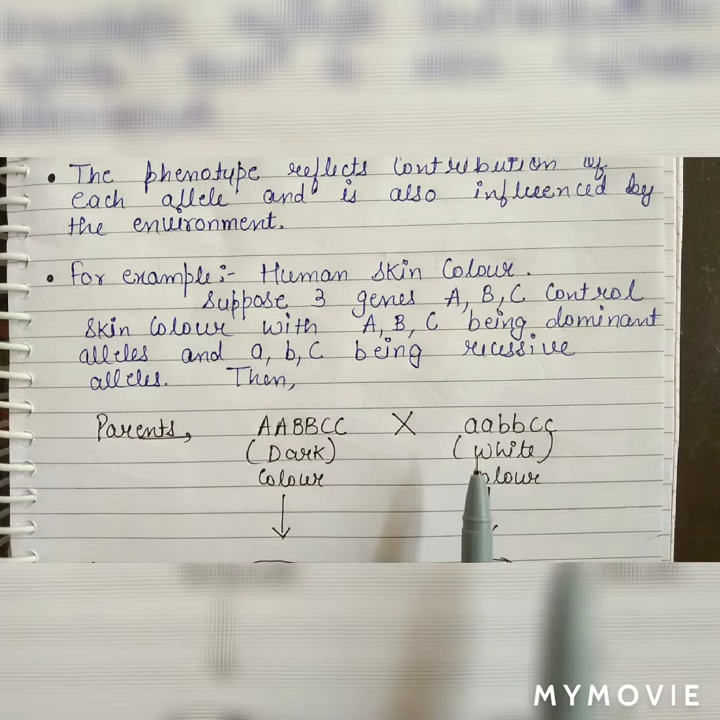 • The phenotype reflects Contribution of
each allele and is also influenced by
the environment.
• For example:- Human Skin Colour.
Suppose 3 genes A, B, C Control
Skin Colour with A, B, C being dominant
alleles and a, b, c being recessive
alleles. Then,
Parents, AABBCC X aabbcc
(Dark) (White)
Colour olour
MYMOVIE